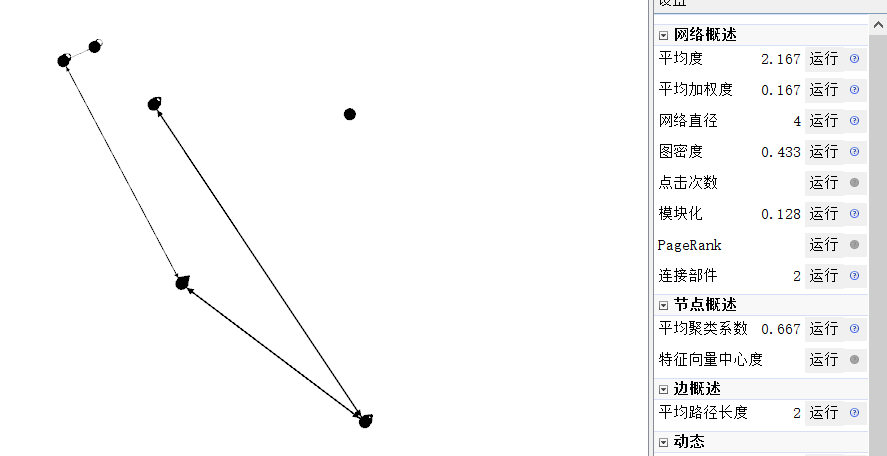 设置
网络概述
平均度 2.167 运行
平均加权度 0.167 运行
网络直径 4 运行
图密度 0.433 运行
点击次数 运行
模块化 0.128 运行
PageRank 运行
连接部件 2 运行
节点概述
平均聚类系数 0.667 运行
特征向量中心度 运行
边概述
平均路径长度 2 运行
动态